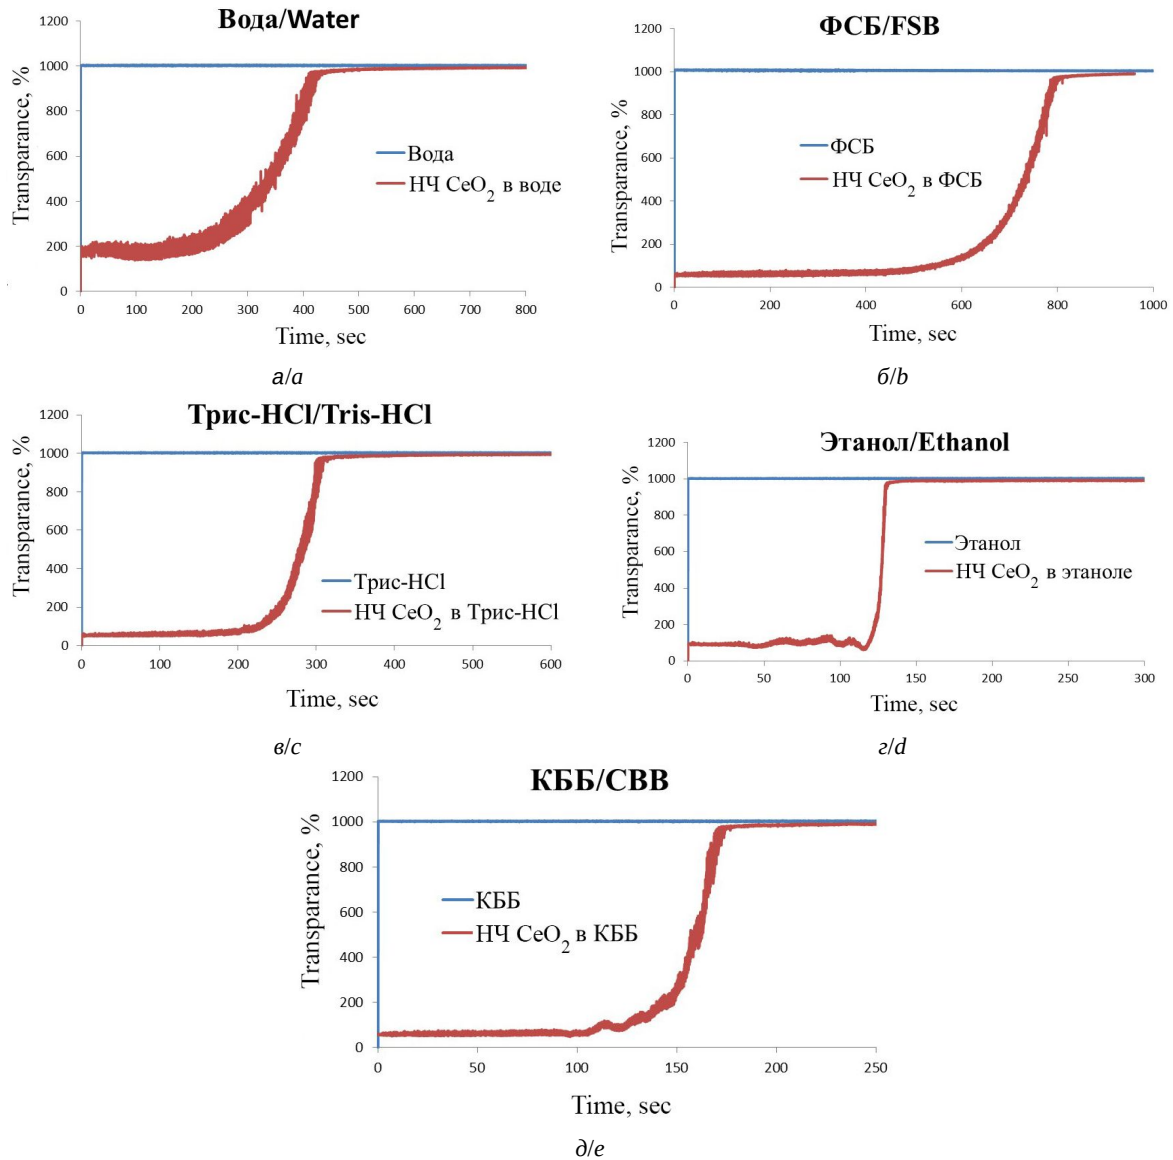 Вода/Water
Transparance, %
1200
1000
800
600
400
200
0
Вода
НЧ CeO2 в воде
0 100 200 300 400 500 600 700 800
Time, sec
а/a
ФСБ/FSB
Transparance, %
1200
1000
800
600
400
200
0
ФСБ
НЧ CeO2 в ФСБ
0 200 400 600 800 1000
Time, sec
б/b
Трис-HCl/Tris-HCl
Transparance, %
1200
1000
800
600
400
200
0
Трис-HCl
НЧ CeO2 в Трис-HCl
0 100 200 300 400 500 600
Time, sec
в/c
Этанол/Ethanol
Transparance, %
1200
1000
800
600
400
200
0
Этанол
НЧ CeO2 в этаноле
0 50 100 150 200 250 300
Time, sec
г/d
КББ/CBB
Transparance, %
1200
1000
800
600
400
200
0
КББ
НЧ CeO2 в КББ
0 50 100 150 200 250
Time, sec
д/e